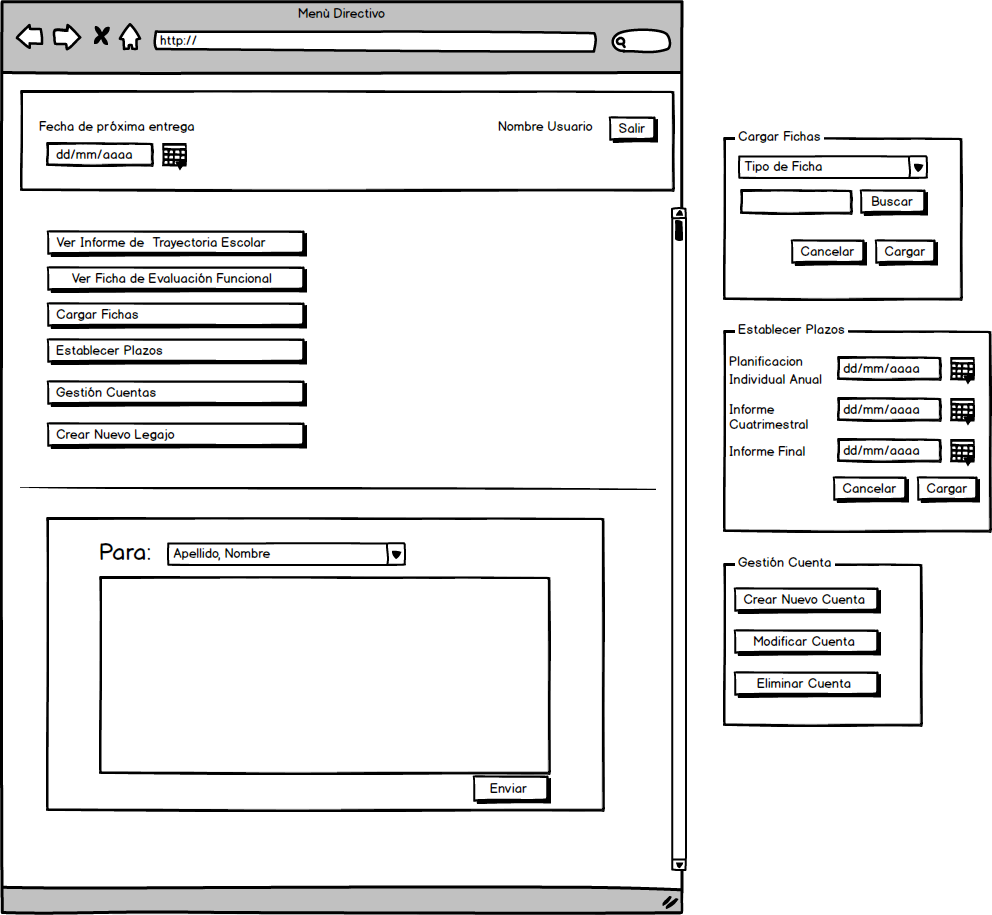 Menù Directivo
http://
Fecha de próxima entrega
Nombre Usuario
Salir
dd/mm/aaaa
Ver Informe de Trayectoria Escolar
Ver Ficha de Evaluación Funcional
Cargar Fichas
Establecer Plazos
Gestión Cuentas
Crear Nuevo Legajo
Para:
Apellido, Nombre
Enviar
Cargar Fichas
Tipo de Ficha
Buscar
Cancelar
Cargar
Establecer Plazos
Planificacion
Individual Anual
dd/mm/aaaa
Informe
Cuatrimestral
dd/mm/aaaa
Informe Final
dd/mm/aaaa
Cancelar
Cargar
Gestión Cuenta
Crear Nuevo Cuenta
Modificar Cuenta
Eliminar Cuenta